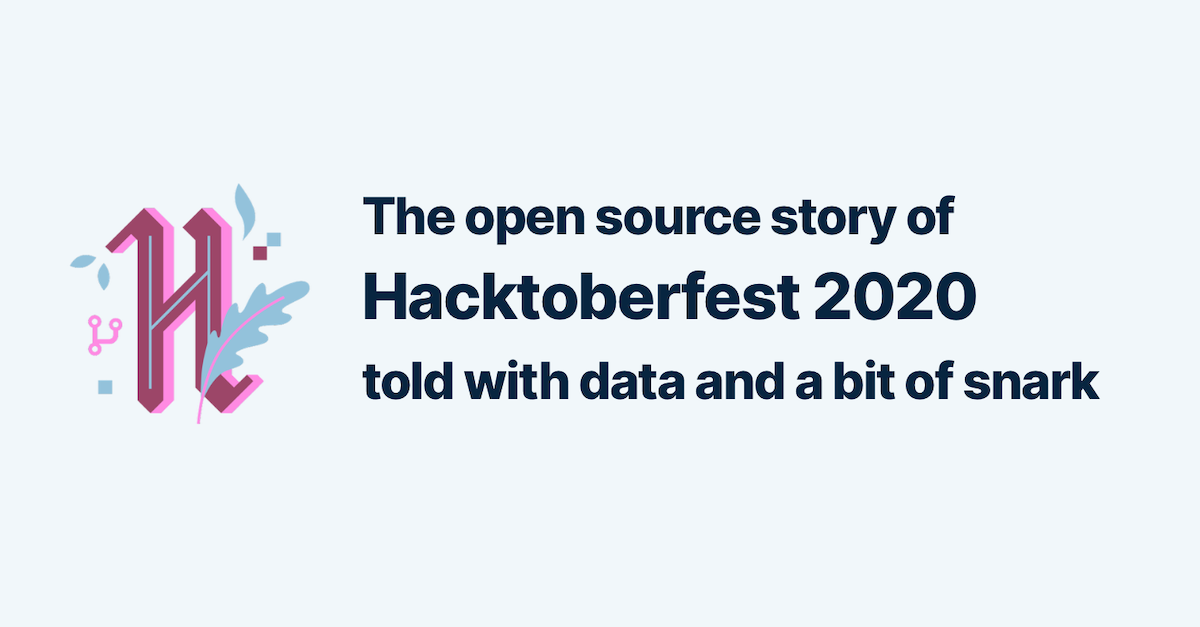 H
The open source story of
Hacktoberfest 2020
told with data and a bit of snark